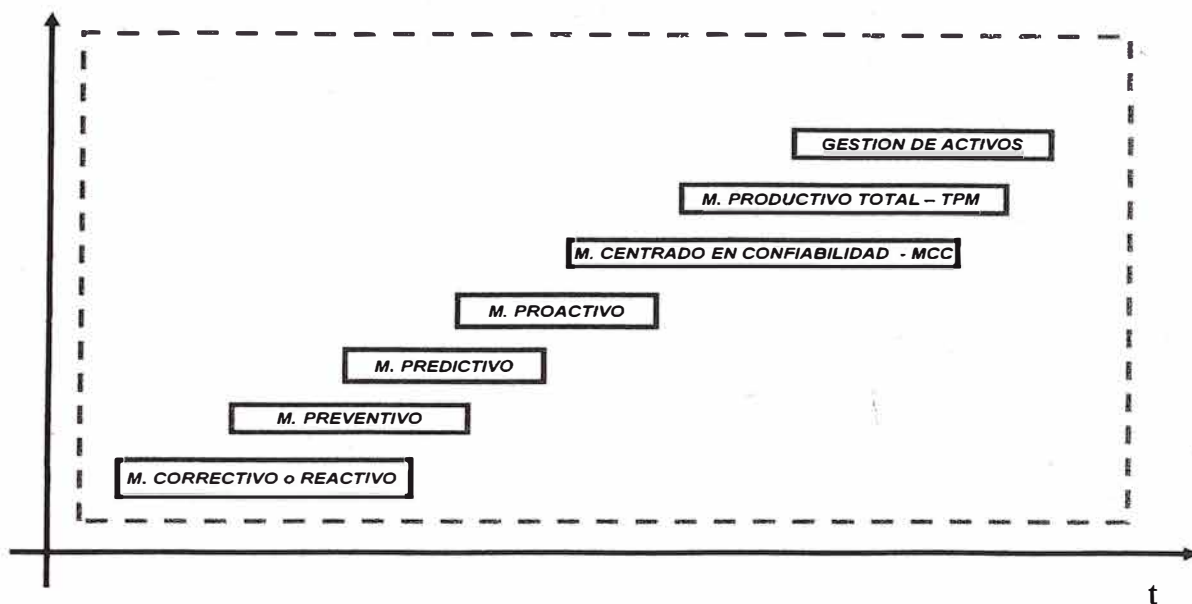 GESTION DE ACTIVOS
M. PRODUCTIVO TOTAL – TPM
M. CENTRADO EN CONFIABILIDAD - MCC
M. PROACTIVO
M. PREDICTIVO
M. PREVENTIVO
M. CORRECTIVO o REACTIVO
t